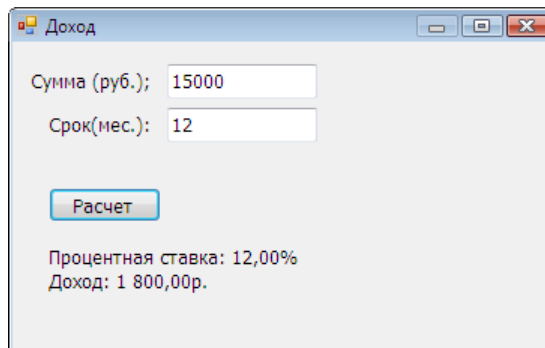 Доход
Сумма (руб.); 15000
Срок(мес.): 12
Расчет
Процентная ставка: 12,00%
Доход: 1 800,00р.